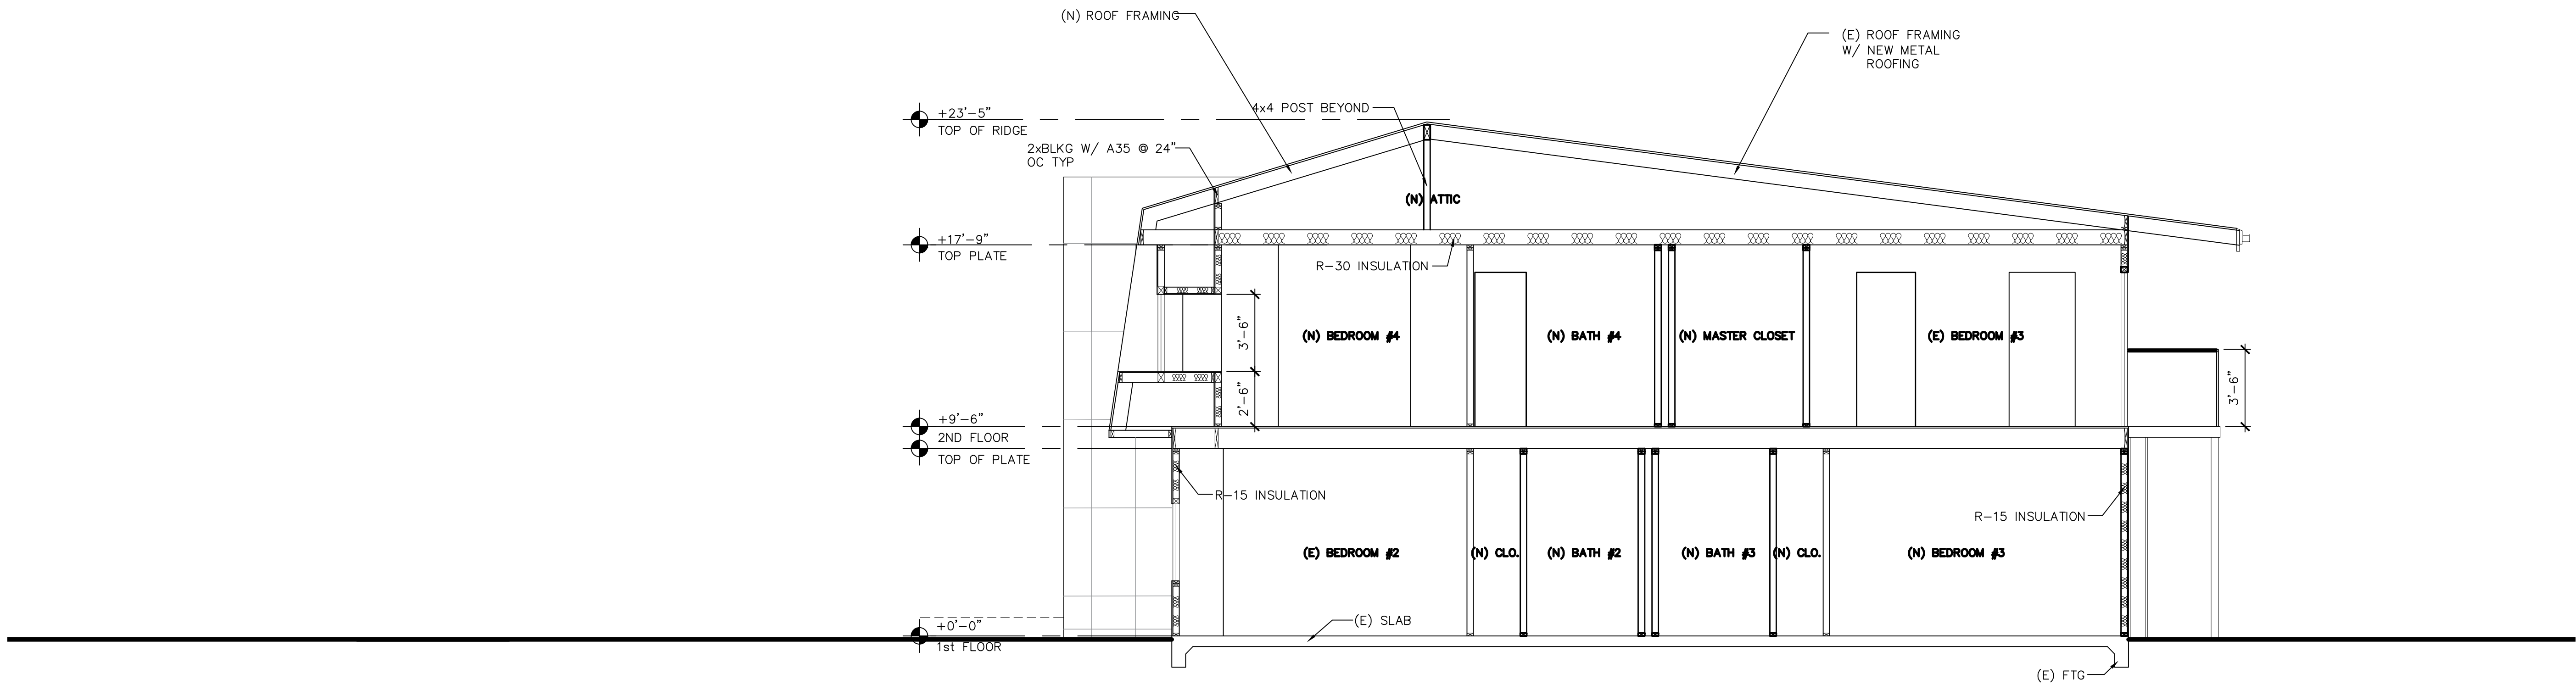 (N) ROOF FRAMING
(E) ROOF FRAMING
W/ NEW METAL
ROOFING
+23'-5"
TOP OF RIDGE
4x4 POST BEYOND
2xBLKG W/ A35 @ 24"
OC TYP
(N) ATTIC
+17'-9"
TOP PLATE
R-30 INSULATION
3'-6"
(N) BEDROOM #4
(N) BATH #4
(N) MASTER CLOSET
(E) BEDROOM #3
2'-6"
3'-6"
+9'-6"
2ND FLOOR
TOP OF PLATE
R-15 INSULATION
R-15 INSULATION
(E) BEDROOM #2
(N) CLO.
(N) BATH #2
(N) BATH #3
(N) CLO.
(N) BEDROOM #3
+0'-0"
1st FLOOR
(E) SLAB
(E) FTG